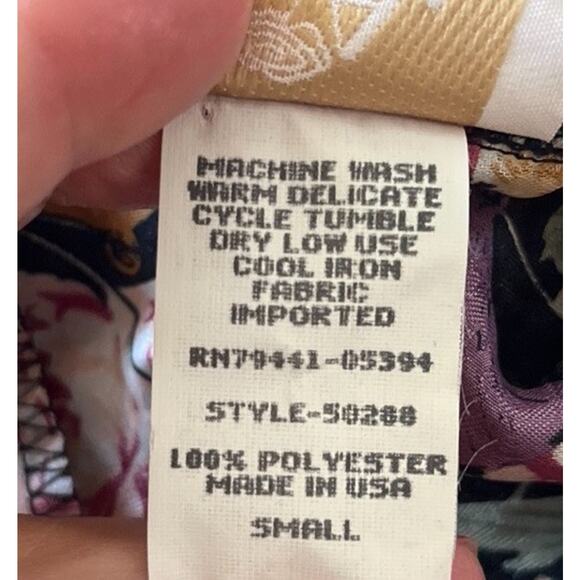 MACHINE WASH
WARM DELICATE
CYCLE TUMBLE
DRY LOW USE
COOL IRON
FABRIC
IMPORTED
RN79441-05394
STYLE-50288
100% POLYESTER
MADE IN USA
SMALL